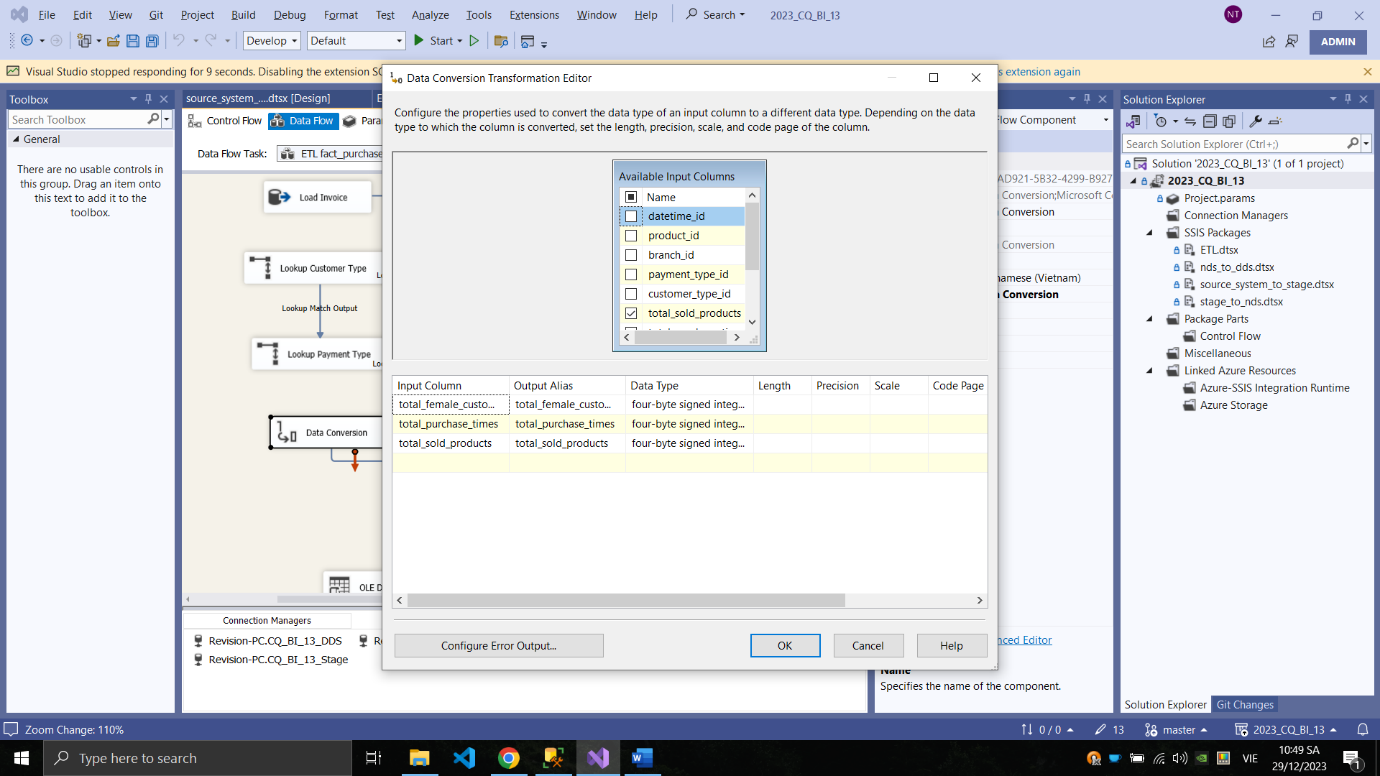 File Edit View Git Project Build Debug Format Test Analyze Tools Extensions Window Help Search 2023_CQ_BI_13 NT
Develop Default Start ADMIN
Visual Studio stopped responding for 9 seconds. Disabling the extension
s extension again
Toolbox
Search Toolbox
General
There are no usable controls in
this group. Drag an item onto
this text to add it to the
toolbox.
source_system_....dtsx [Design]
Control Flow Data Flow
Data Flow Task: ETL fact_purchase
Load Invoice
Lookup Customer Type
Lookup Match Output
Lookup Payment Type
Data Conversion
OLE D
Connection Managers
Revision-PC.CQ_BI_13_DDS
Revision-PC.CQ_BI_13_Stage
Data Conversion Transformation Editor
Configure the properties used to convert the data type of an input column to a different data type. Depending on the data
type to which the column is converted, set the length, precision, scale, and code page of the column.
Available Input Columns
Name
datetime_id
product_id
branch_id
payment_type_id
customer_type_id
total_sold_products
Input Column Output Alias Data Type Length Precision Scale Code Page
total_female_custo... total_female_custo... four-byte signed integ...
total_purchase_times total_purchase_times four-byte signed integ...
total_sold_products total_sold_products four-byte signed integ...
Configure Error Output... OK Cancel Help
Flow Component
AD921-5B32-4299-B927
Conversion;Microsoft C
Conversion
Conversion
namese (Vietnam)
Conversion
nced Editor
Name
Specifies the name of the component.
Solution Explorer
Search Solution Explorer (Ctrl+;)
Solution '2023_CQ_BI_13' (1 of 1 project)
2023_CQ_BI_13
Project.params
Connection Managers
SSIS Packages
ETL.dtsx
nds_to_dds.dtsx
source_system_to_stage.dtsx
stage_to_nds.dtsx
Package Parts
Control Flow
Miscellaneous
Linked Azure Resources
Azure-SSIS Integration Runtime
Azure Storage
Solution Explorer Git Changes
Zoom Change: 110% 0 / 0 13 master 2023_CQ_BI_13
Type here to search
VIE
10:49 SA
29/12/2023
1